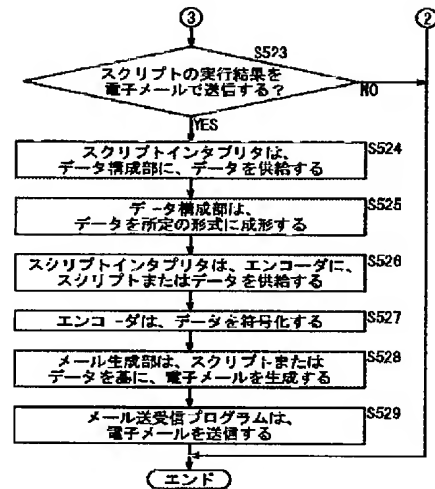 ③
②
S523
スクリプトの実行結果を
電子メールで送信する？
NO
YES
スクリプトインタプリタは、
データ構成部に、データを供給する
S524
データ構成部は、
データを所定の形式に成形する
S525
スクリプトインタプリタは、エンコーダに、
スクリプトまたはデータを供給する
S526
エンコーダは、データを符号化する
S527
メール生成部は、スクリプトまたは
データを基に、電子メールを生成する
S528
メール送受信プログラムは、
電子メールを送信する
S529
エンド